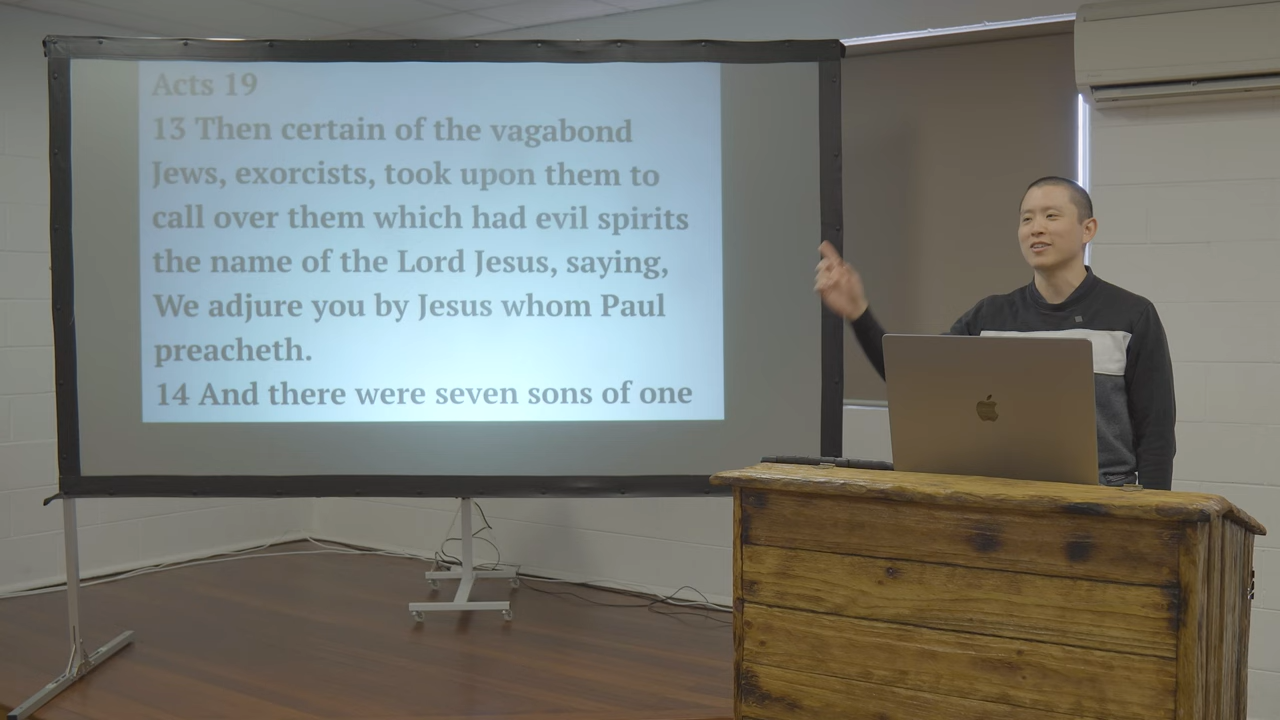 Acts 19
13 Then certain of the vagabond
Jews, exorcists, took upon them to
call over them which had evil spirits
the name of the Lord Jesus, saying,
We adjure you by Jesus whom Paul
preacheth.
14 And there were seven sons of one